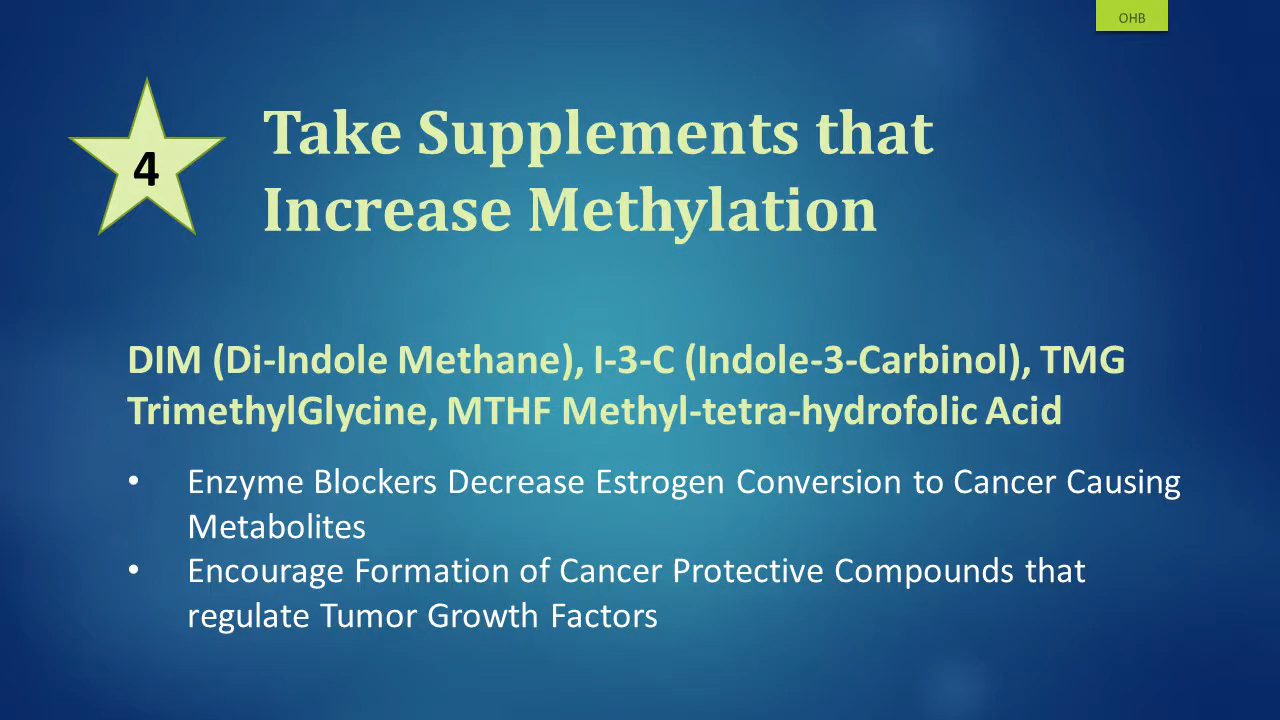 OHB
4
Take Supplements that
Increase Methylation
DIM (Di-Indole Methane), I-3-C (Indole-3-Carbinol), TMG
TrimethylGlycine, MTHF Methyl-tetra-hydrofolic Acid
• Enzyme Blockers Decrease Estrogen Conversion to Cancer Causing
Metabolites
• Encourage Formation of Cancer Protective Compounds that
regulate Tumor Growth Factors